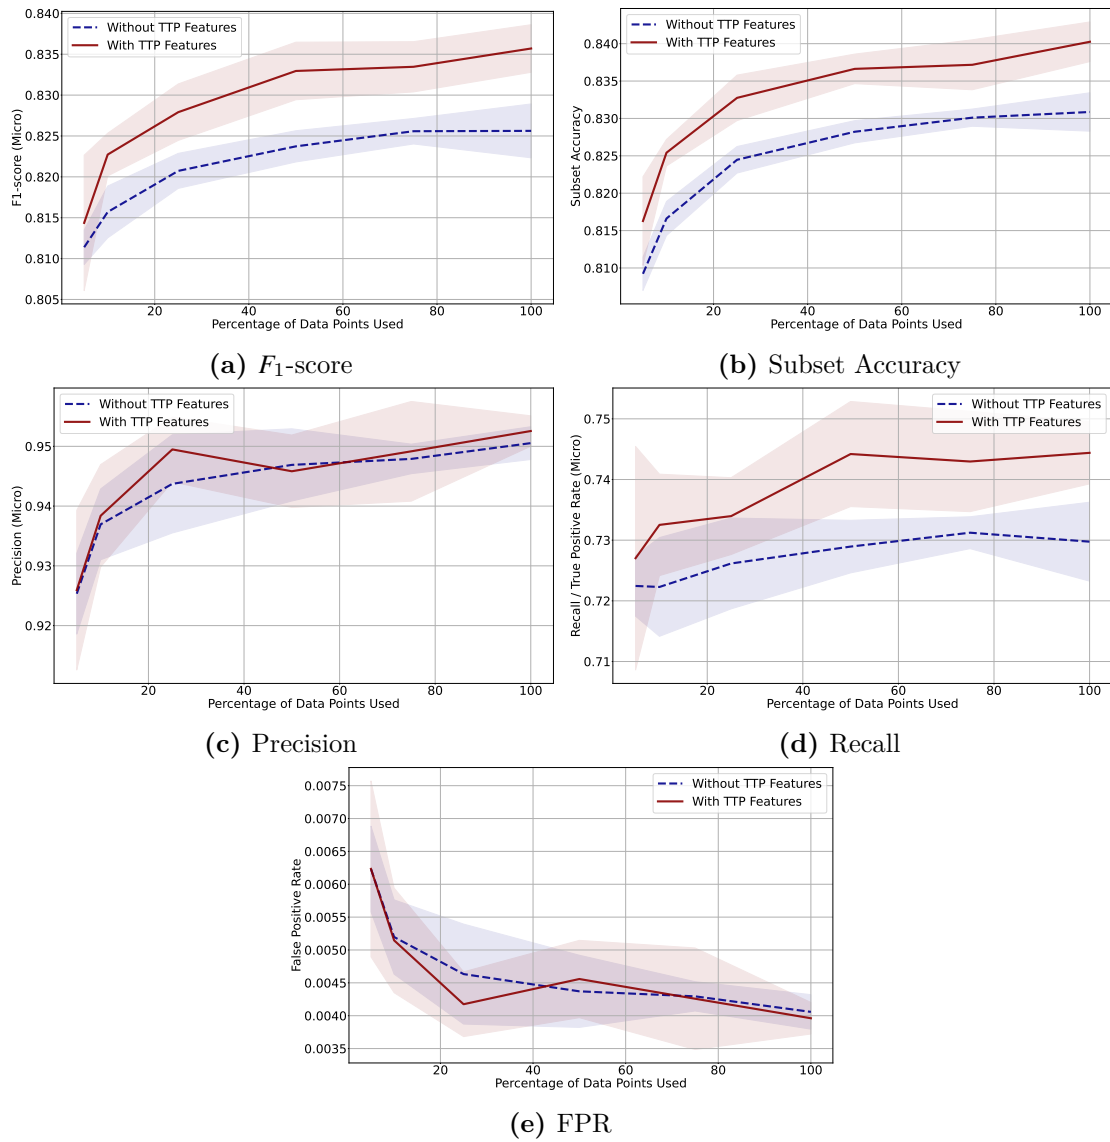 Without TTP Features
With TTP Features
F1-score (Micro)
0.840
0.835
0.830
0.825
0.820
0.815
0.810
0.805
20
40
60
80
100
Percentage of Data Points Used
(a) F1-score
Without TTP Features
With TTP Features
Subset Accuracy
0.840
0.835
0.830
0.825
0.820
0.815
0.810
20
40
60
80
100
Percentage of Data Points Used
(b) Subset Accuracy
Without TTP Features
With TTP Features
Precision (Micro)
0.95
0.94
0.93
0.92
20
40
60
80
100
Percentage of Data Points Used
(c) Precision
Without TTP Features
With TTP Features
Recall / True Positive Rate (Micro)
0.75
0.74
0.73
0.72
0.71
20
40
60
80
100
Percentage of Data Points Used
(d) Recall
Without TTP Features
With TTP Features
False Positive Rate
0.0075
0.0070
0.0065
0.0060
0.0055
0.0050
0.0045
0.0040
0.0035
20
40
60
80
100
Percentage of Data Points Used
(e) FPR